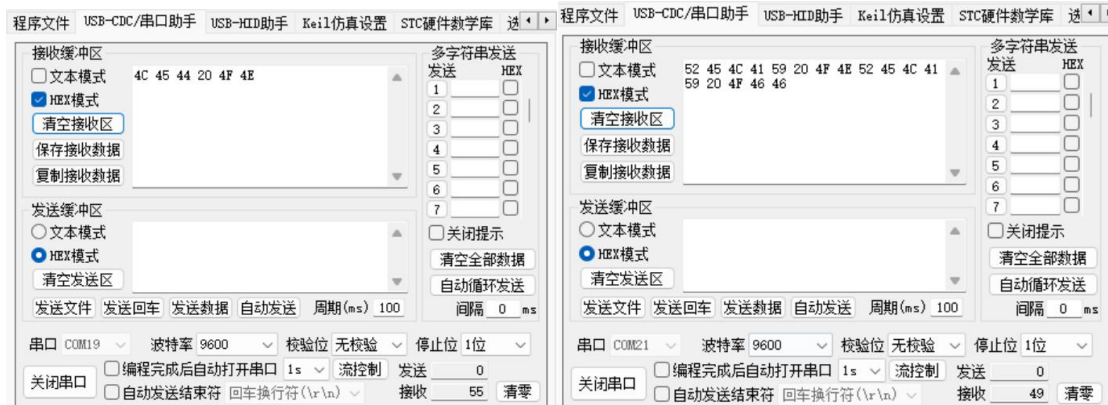 程序文件 USB-CDC/串口助手 USB-HID助手 Keil仿真设置 STC硬件数学库 选
接收缓冲区
文本模式
HEX模式
清空接收区
保存接收数据
复制接收数据
4C 45 44 20 4F 4E
多字符串发送
发送 HEX
1
2
3
4
5
6
7
发送缓冲区
文本模式
HEX模式
清空发送区
关闭提示
清空全部数据
自动循环发送
间隔 0 ms
发送文件 发送回车 发送数据 自动发送 周期(ms) 100
串口 COM19 波特率 9600 校验位 无校验 停止位 1位
关闭串口
编程完成后自动打开串口 1s 流控制 发送 0
自动发送结束符 回车换行符(\r\n) 接收 55 清零
程序文件 USB-CDC/串口助手 USB-HID助手 Keil仿真设置 STC硬件数学库 选
接收缓冲区
文本模式
HEX模式
清空接收区
保存接收数据
复制接收数据
52 45 4C 41 59 20 4F 4E 52 45 4C 41
59 20 4F 46 46
多字符串发送
发送 HEX
1
2
3
4
5
6
7
发送缓冲区
文本模式
HEX模式
清空发送区
关闭提示
清空全部数据
自动循环发送
间隔 0 ms
发送文件 发送回车 发送数据 自动发送 周期(ms) 100
串口 COM21 波特率 9600 校验位 无校验 停止位 1位
关闭串口
编程完成后自动打开串口 1s 流控制 发送 0
自动发送结束符 回车换行符(\r\n) 接收 49 清零